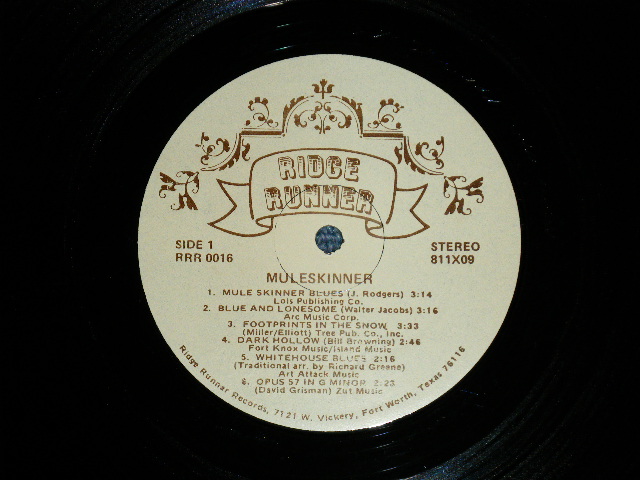 RIDGE
RUNNER
SIDE 1
RRR 0016
STEREO
811X09
MULESKINNER
1. MULE SKINNER BLUES (J. Rodgers) 3:14
Lois Publishing Co.
2. BLUE AND LONESOME (Walter Jacobs) 3:16
Arc Music Corp.
3. FOOTPRINTS IN THE SNOW 3:33
(Miller/Elliott) Tree Pub. Co., Inc.
4. DARK HOLLOW (Bill Browning) 2:46
Fort Knox Music/Island Music
5. WHITEHOUSE BLUES 2:16
(Traditional arr. by Richard Greene)
Art Attack Music
6. OPUS 57 IN G MINOR 2:23
(David Grisman) Zut Music
Ridge Runner Records, 7121 W. Vickery, Fort Worth, Texas 76116